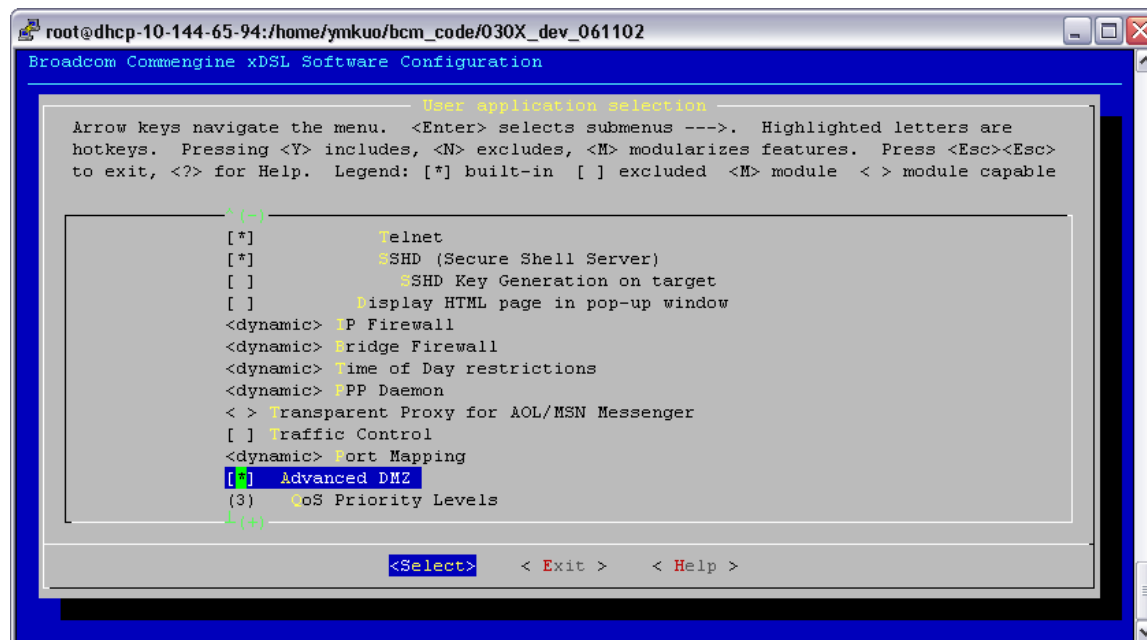 root@dhcp-10-144-65-94:/home/ymkuo/bcm_code/030X_dev_061102
Broadcom Commengine xDSL Software Configuration
User application selection
Arrow keys navigate the menu.  <Enter> selects submenus --->.  Highlighted letters are
hotkeys.  Pressing <Y> includes, <N> excludes, <M> modularizes features.  Press <Esc><Esc>
to exit, <?> for Help.  Legend: [*] built-in  [ ] excluded  <M> module  < > module capable
^(-)
[*] Telnet
[*] SSHD (Secure Shell Server)
[ ] SSHD Key Generation on target
[ ] Display HTML page in pop-up window
<dynamic> IP Firewall
<dynamic> Bridge Firewall
<dynamic> Time of Day restrictions
<dynamic> PPP Daemon
< > Transparent Proxy for AOL/MSN Messenger
[ ] Traffic Control
<dynamic> Port Mapping
[*] Advanced DMZ
(3) QoS Priority Levels
┴(+)
<Select> < Exit > < Help >